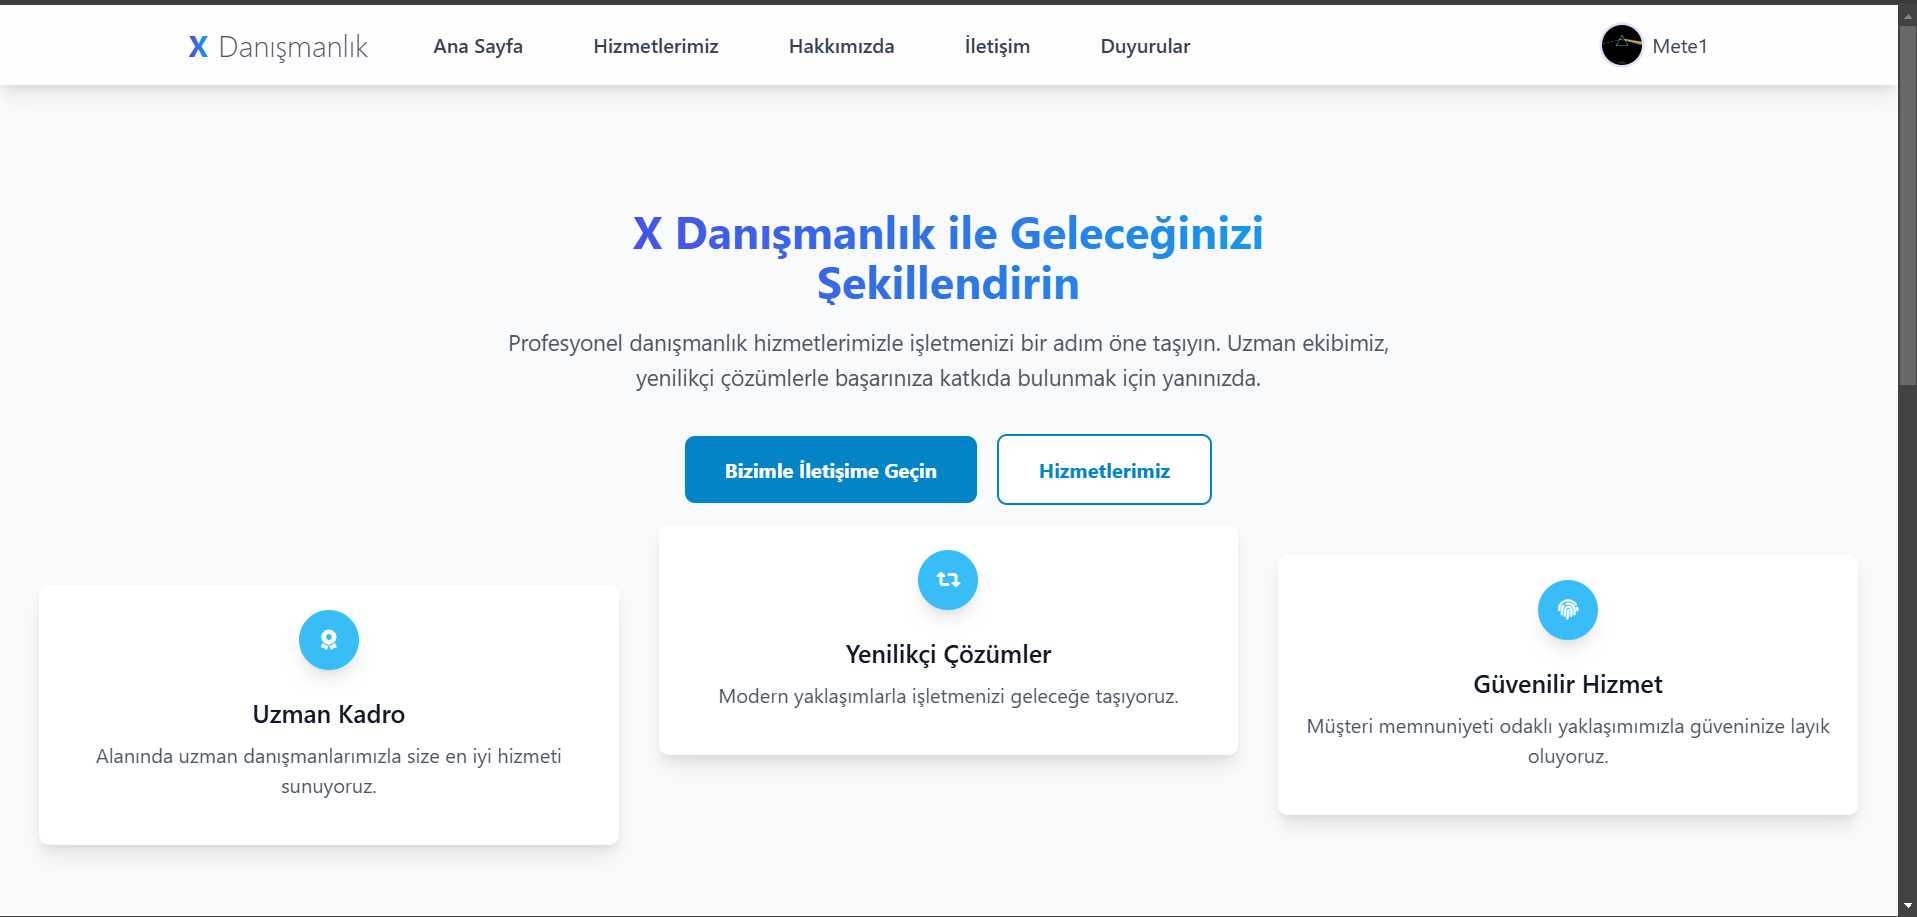 X Danışmanlık
Ana Sayfa
Hizmetlerimiz
Hakkımızda
İletişim
Duyurular
Mete1
X Danışmanlık ile Geleceğinizi
Şekillendirin
Profesyonel danışmanlık hizmetlerimizle işletmenizi bir adım öne taşıyın. Uzman ekibimiz,
yenilikçi çözümlerle başarınıza katkıda bulunmak için yanınızda.
Bizimle İletişime Geçin
Hizmetlerimiz
Uzman Kadro
Alanında uzman danışmanlarımızla size en iyi hizmeti
sunuyoruz.
Yenilikçi Çözümler
Modern yaklaşımlarla işletmenizi geleceğe taşıyoruz.
Güvenilir Hizmet
Müşteri memnuniyeti odaklı yaklaşımımızla güveninize layık
oluyoruz.